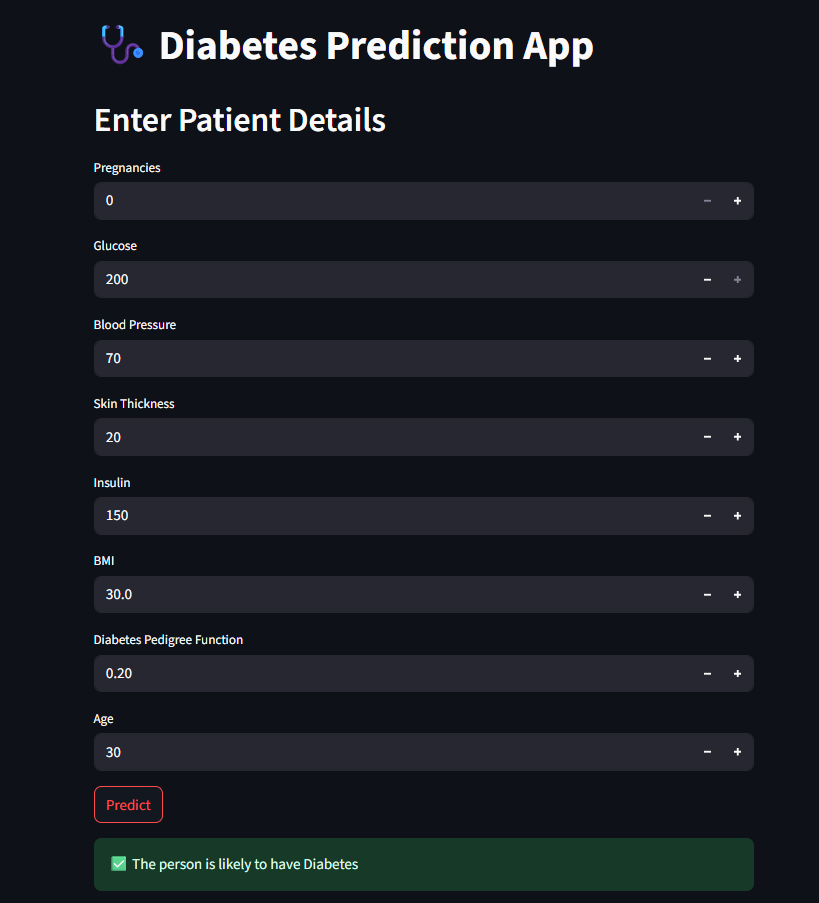 Diabetes Prediction App
Enter Patient Details
Pregnancies
0
Glucose
200
Blood Pressure
70
Skin Thickness
20
Insulin
150
BMI
30.0
Diabetes Pedigree Function
0.20
Age
30
Predict
The person is likely to have Diabetes